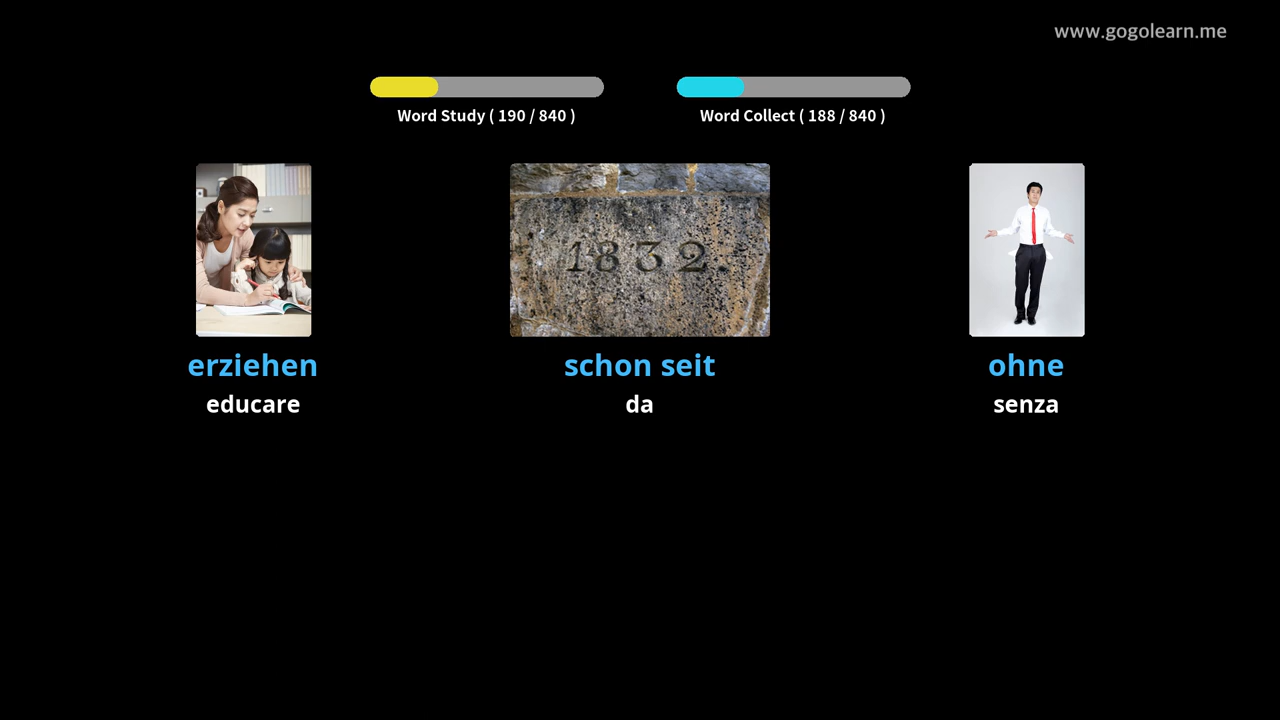 www.gogolearn.me
Word Study ( 190 / 840 )
Word Collect ( 188 / 840 )
1832
erziehen
educare
schon seit
da
ohne
senza